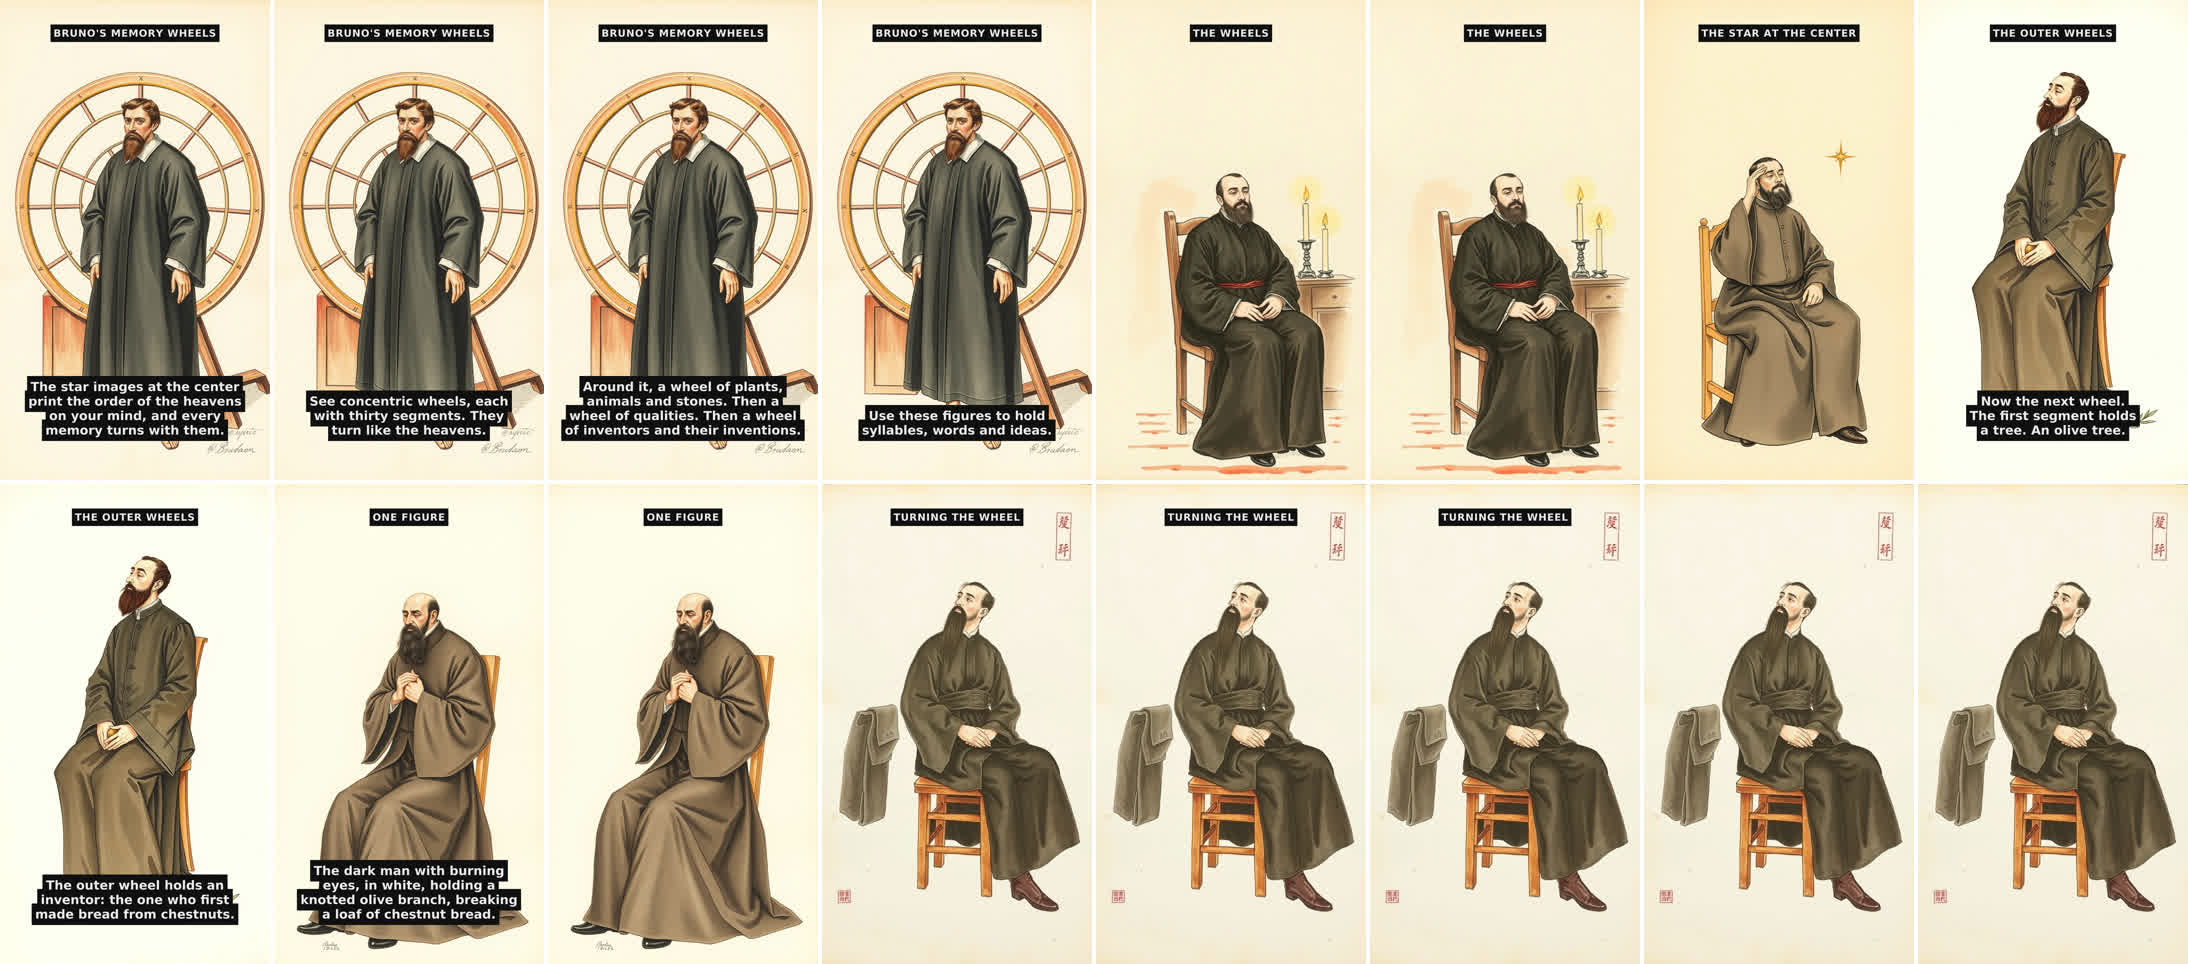 BRUNO'S MEMORY WHEELS
The star images at the center
print the order of the heavens
on your mind, and every
memory turns with them.
BRUNO'S MEMORY WHEELS
See concentric wheels, each
with thirty segments. They
turn like the heavens.
BRUNO'S MEMORY WHEELS
Around it, a wheel of plants,
animals and stones. Then a
wheel of qualities. Then a wheel
of inventors and their inventions.
BRUNO'S MEMORY WHEELS
Use these figures to hold
syllables, words and ideas.
THE WHEELS
THE WHEELS
THE STAR AT THE CENTER
THE OUTER WHEELS
Now the next wheel.
The first segment holds
a tree. An olive tree.
THE OUTER WHEELS
The outer wheel holds an
inventor: the one who first
made bread from chestnuts.
ONE FIGURE
The dark man with burning
eyes, in white, holding a
knotted olive branch, breaking
a loaf of chestnut bread.
ONE FIGURE
TURNING THE WHEEL
TURNING THE WHEEL
TURNING THE WHEEL